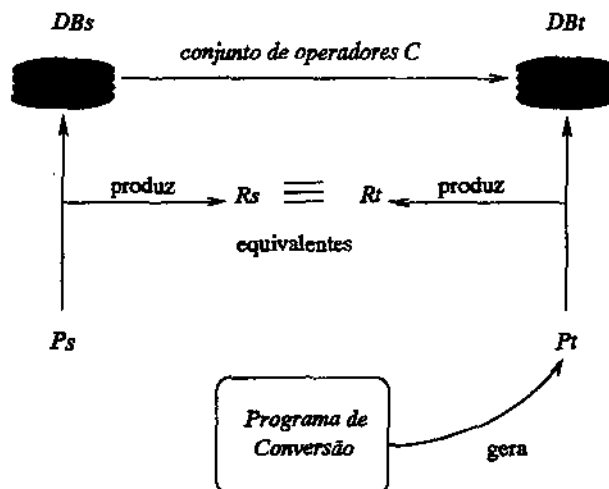 DBs
DBt
conjunto de operadores C
produz
Rs
Rt
produz
equivalentes
Ps
Pt
Programa de
Conversão
gera